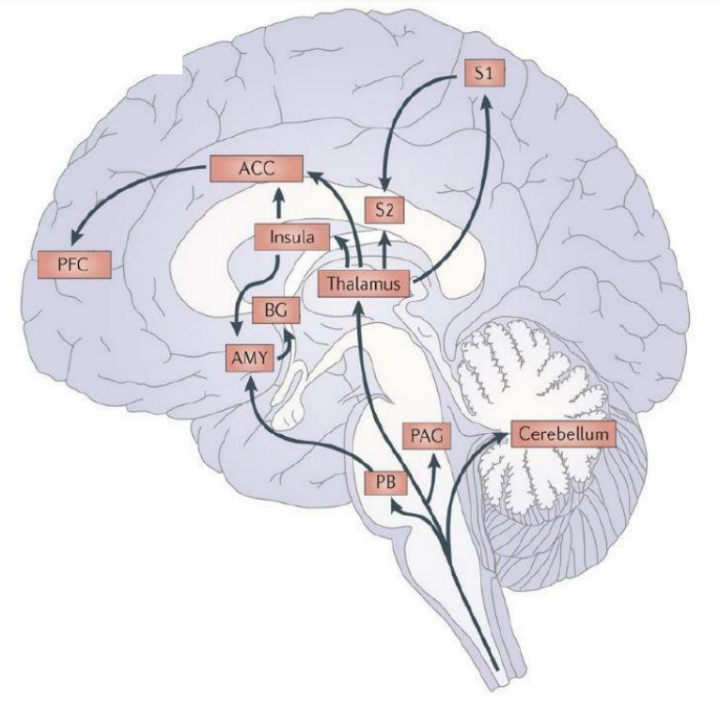 S1
ACC
S2
Insula
PFC
Thalamus
BG
AMY
PAG
Cerebellum
PB